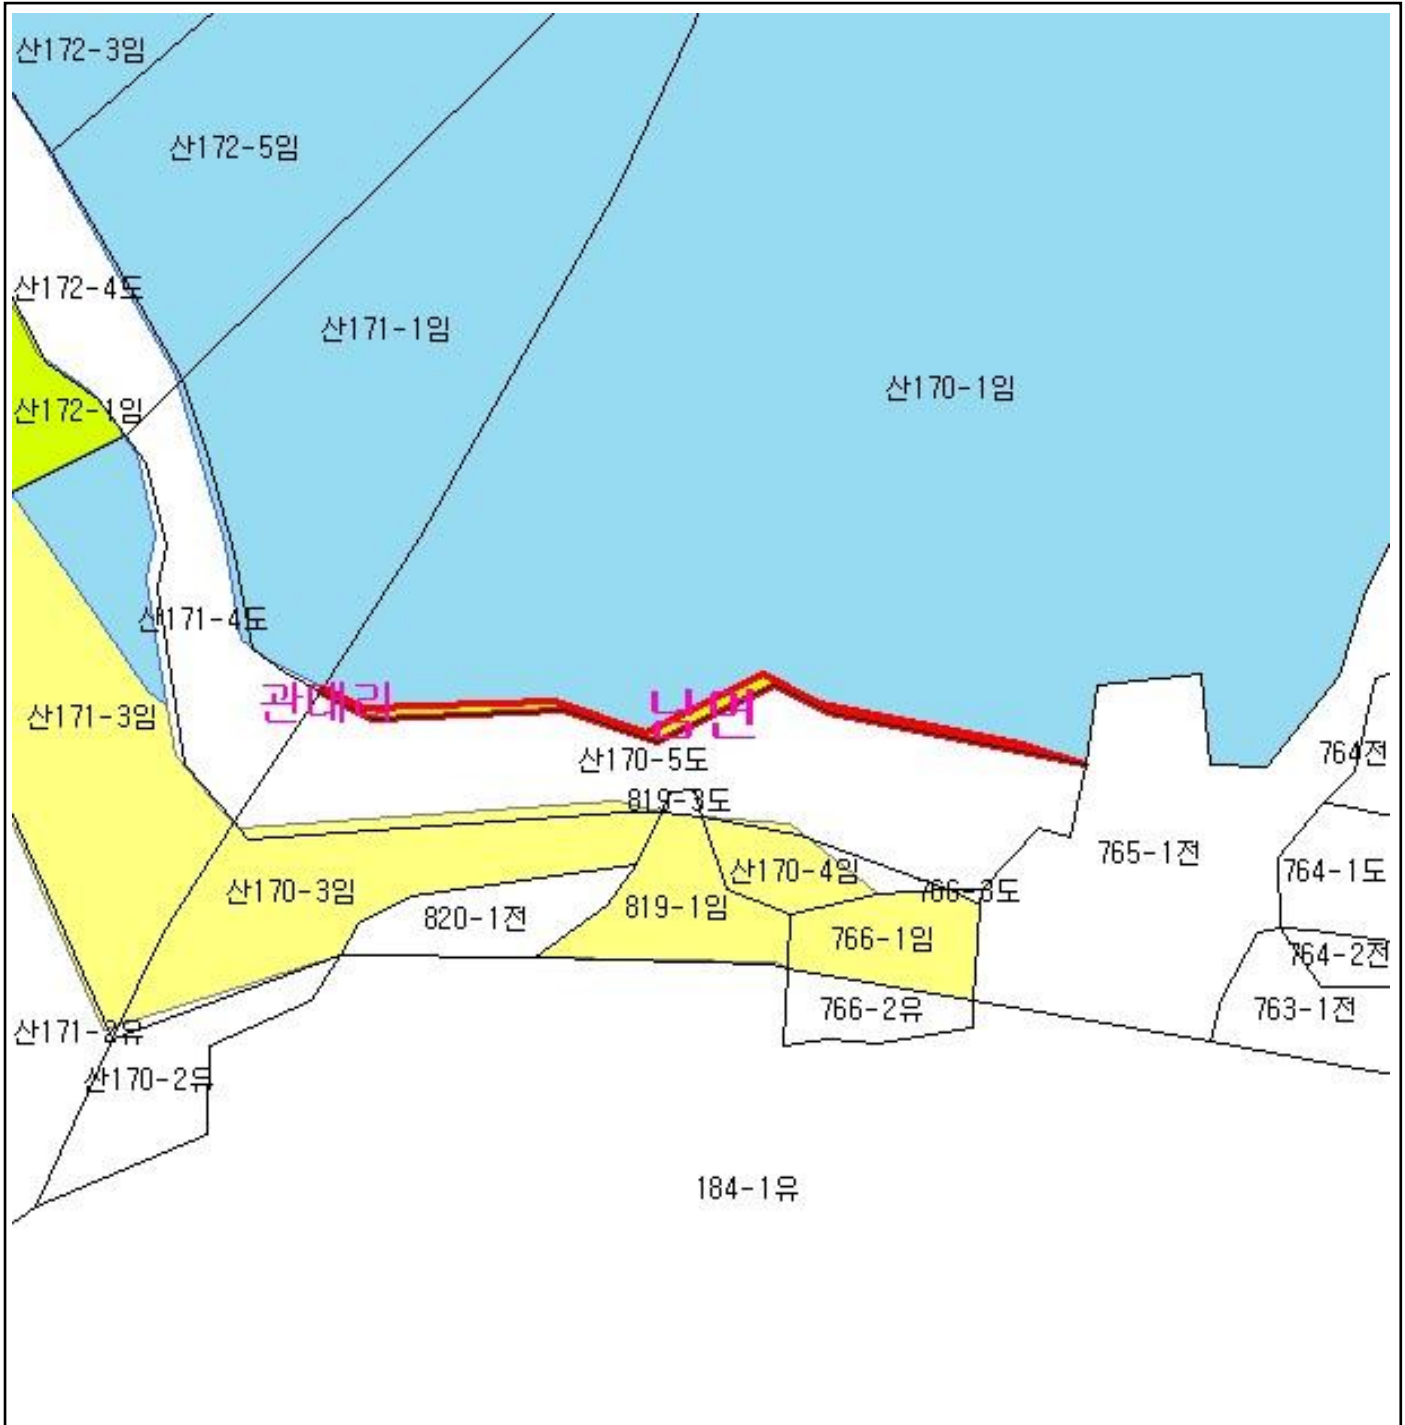 산172-3임
산172-5임
산172-4도
산171-1임
산170-1임
산172-1임
산171-4도
관대리
남면
산171-3임
산170-5도
764전
819-3도
765-1전
산170-4임
764-1도
산170-3임
766-3도
819-1임
820-1전
766-1임
764-2전
766-2유
763-1전
산171-2유
산170-2유
184-1유